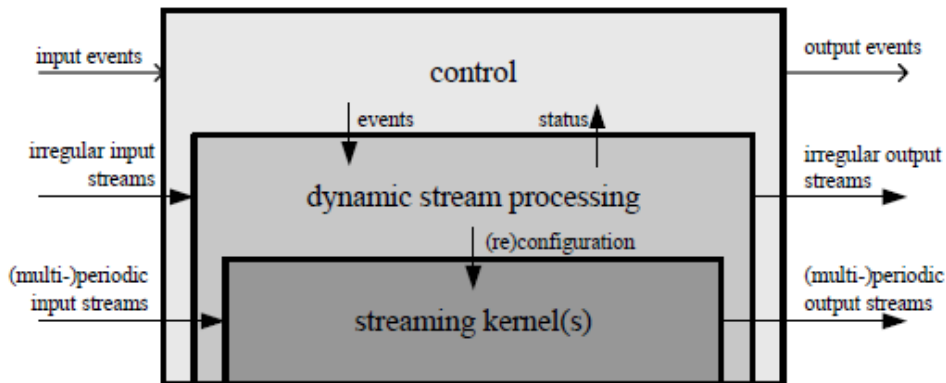 input events
control
output events
events
status
irregular input
streams
dynamic stream processing
irregular output
streams
(re)configuration
(multi-)periodic
input streams
streaming kernel(s)
(multi-)periodic
output streams